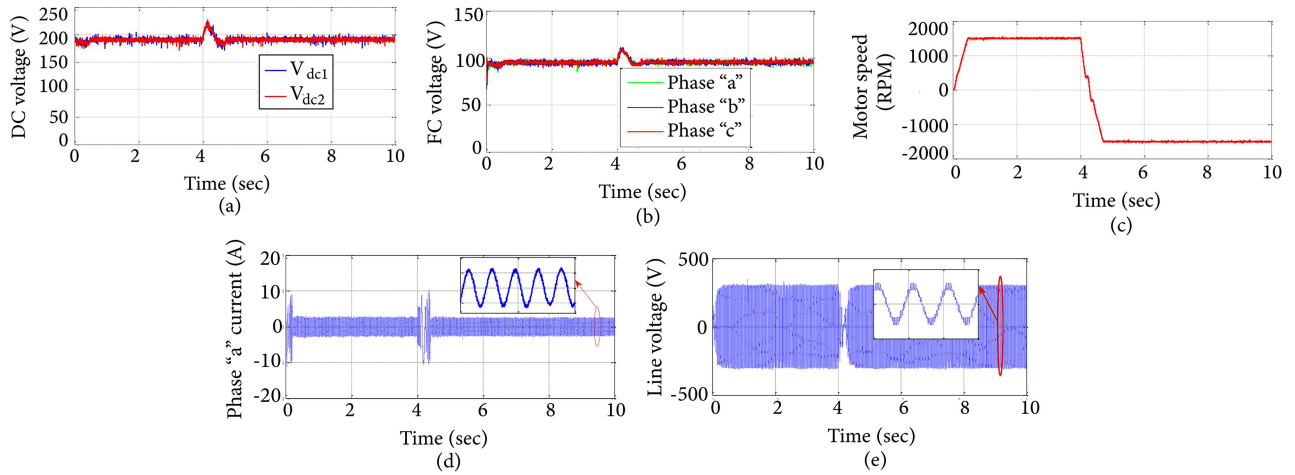 DC voltage (V)
250
200
150
100
50
0
V dc1
V dc2
0 2 4 6 8 10
Time (sec)
(a)
FC voltage (V)
150
100
50
0
Phase “a”
Phase “b”
Phase “c”
0 2 4 6 8 10
Time (sec)
(b)
Motor speed
(RPM)
2000
1000
0
-1000
-2000
0 2 4 6 8 10
Time (sec)
(c)
Phase “a” current (A)
20
10
0
-10
-20
0 2 4 6 8 10
Time (sec)
(d)
Line voltage (V)
500
0
-500
0 2 4 6 8 10
Time (sec)
(e)